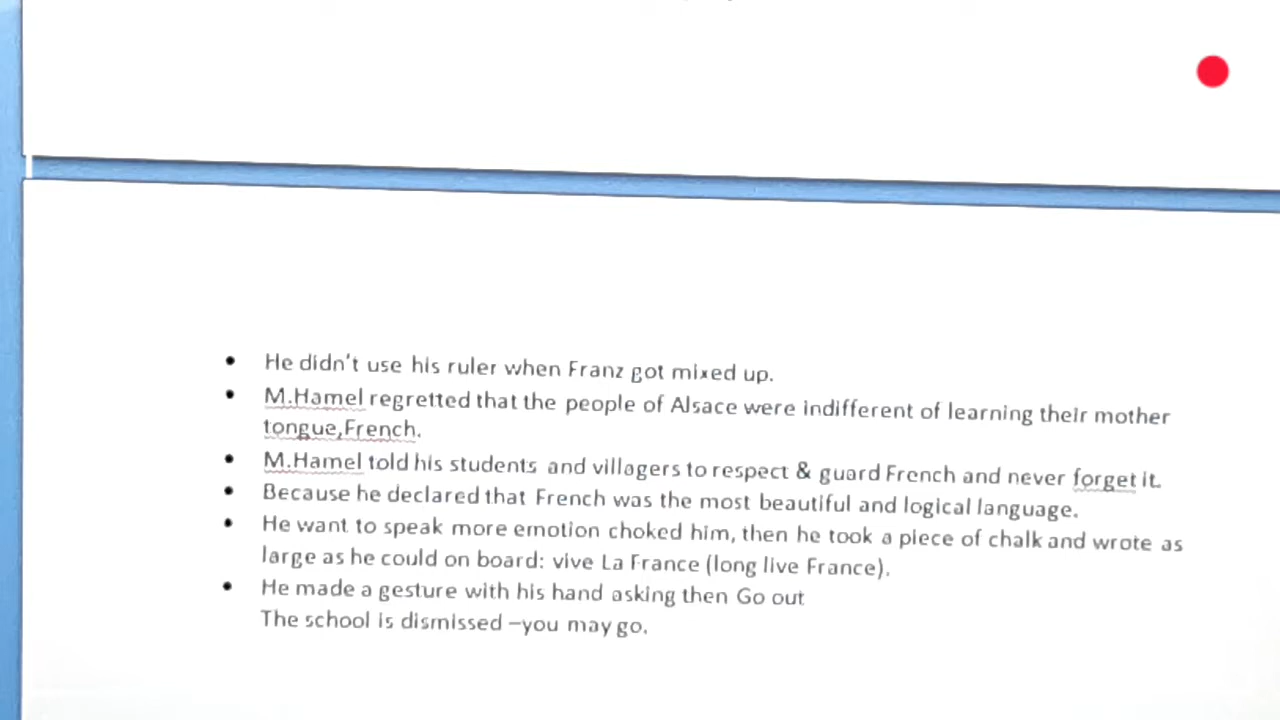 • He didn't use his ruler when Franz got mixed up.
• M.Hamel regretted that the people of Alsace were indifferent of learning their mother
tongue,French.
• M.Hamel told his students and villagers to respect & guard French and never forget it.
• Because he declared that French was the most beautiful and logical language.
• He want to speak more emotion choked him, then he took a piece of chalk and wrote as
large as he could on board: vive La France (long live France).
• He made a gesture with his hand asking then Go out
The school is dismissed –you may go.